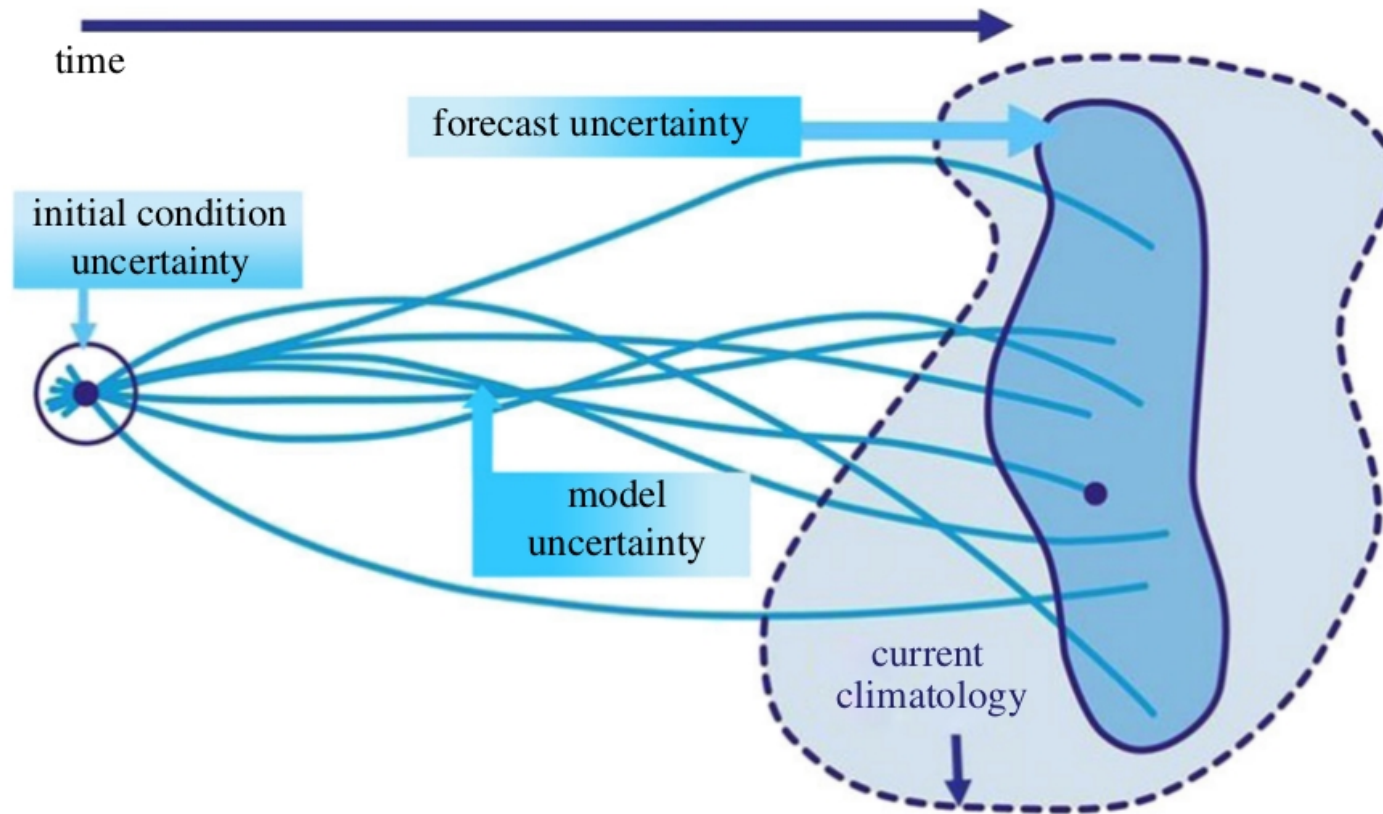 time
forecast uncertainty
initial condition
uncertainty
model
uncertainty
current
climatology